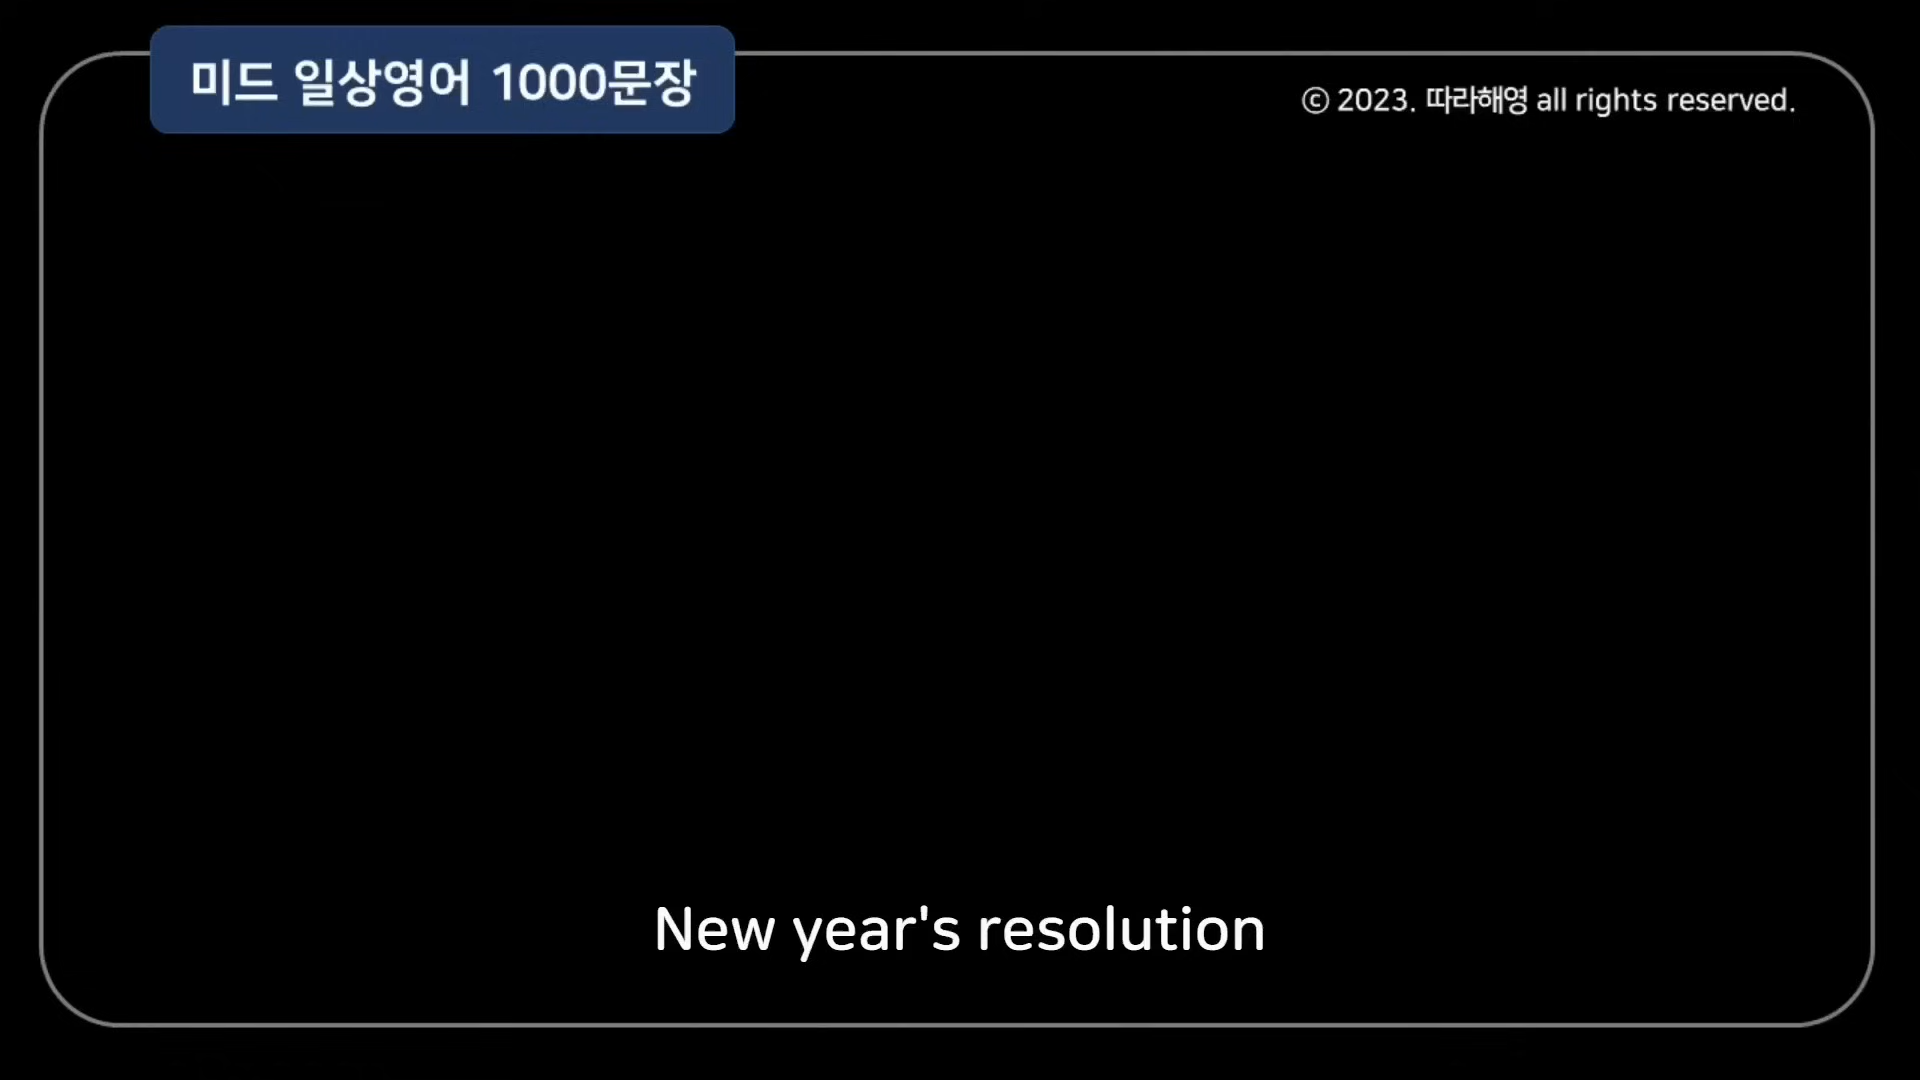 미드 일상영어 1000문장
ⓒ 2023. 따라해영 all rights reserved.
New year's resolution